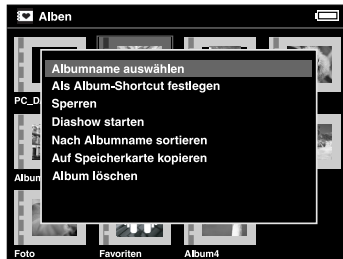 Alben
Albumname auswählen
Als Album-Shortcut festlegen
Sperren
Diashow starten
Nach Albumname sortieren
Auf Speicherkarte kopieren
Album löschen
PC_D
Album
Foto
Favoriten
Album4